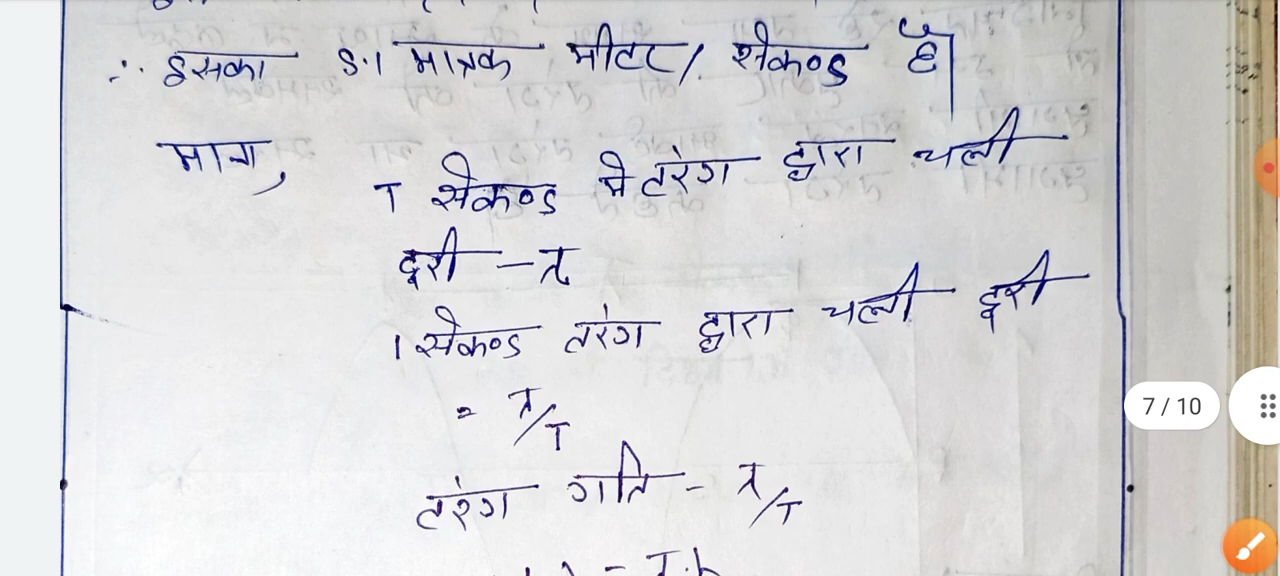 ∴ इसका S.I मात्रक मीटर/ सेकण्ड है।
माना,
T सेकण्ड मे तरंग द्वारा चली
दूरी - λ
1 सेकण्ड तरंग द्वारा चली दूरी
= λ/T
7 / 10
तरंग गति - λ/T